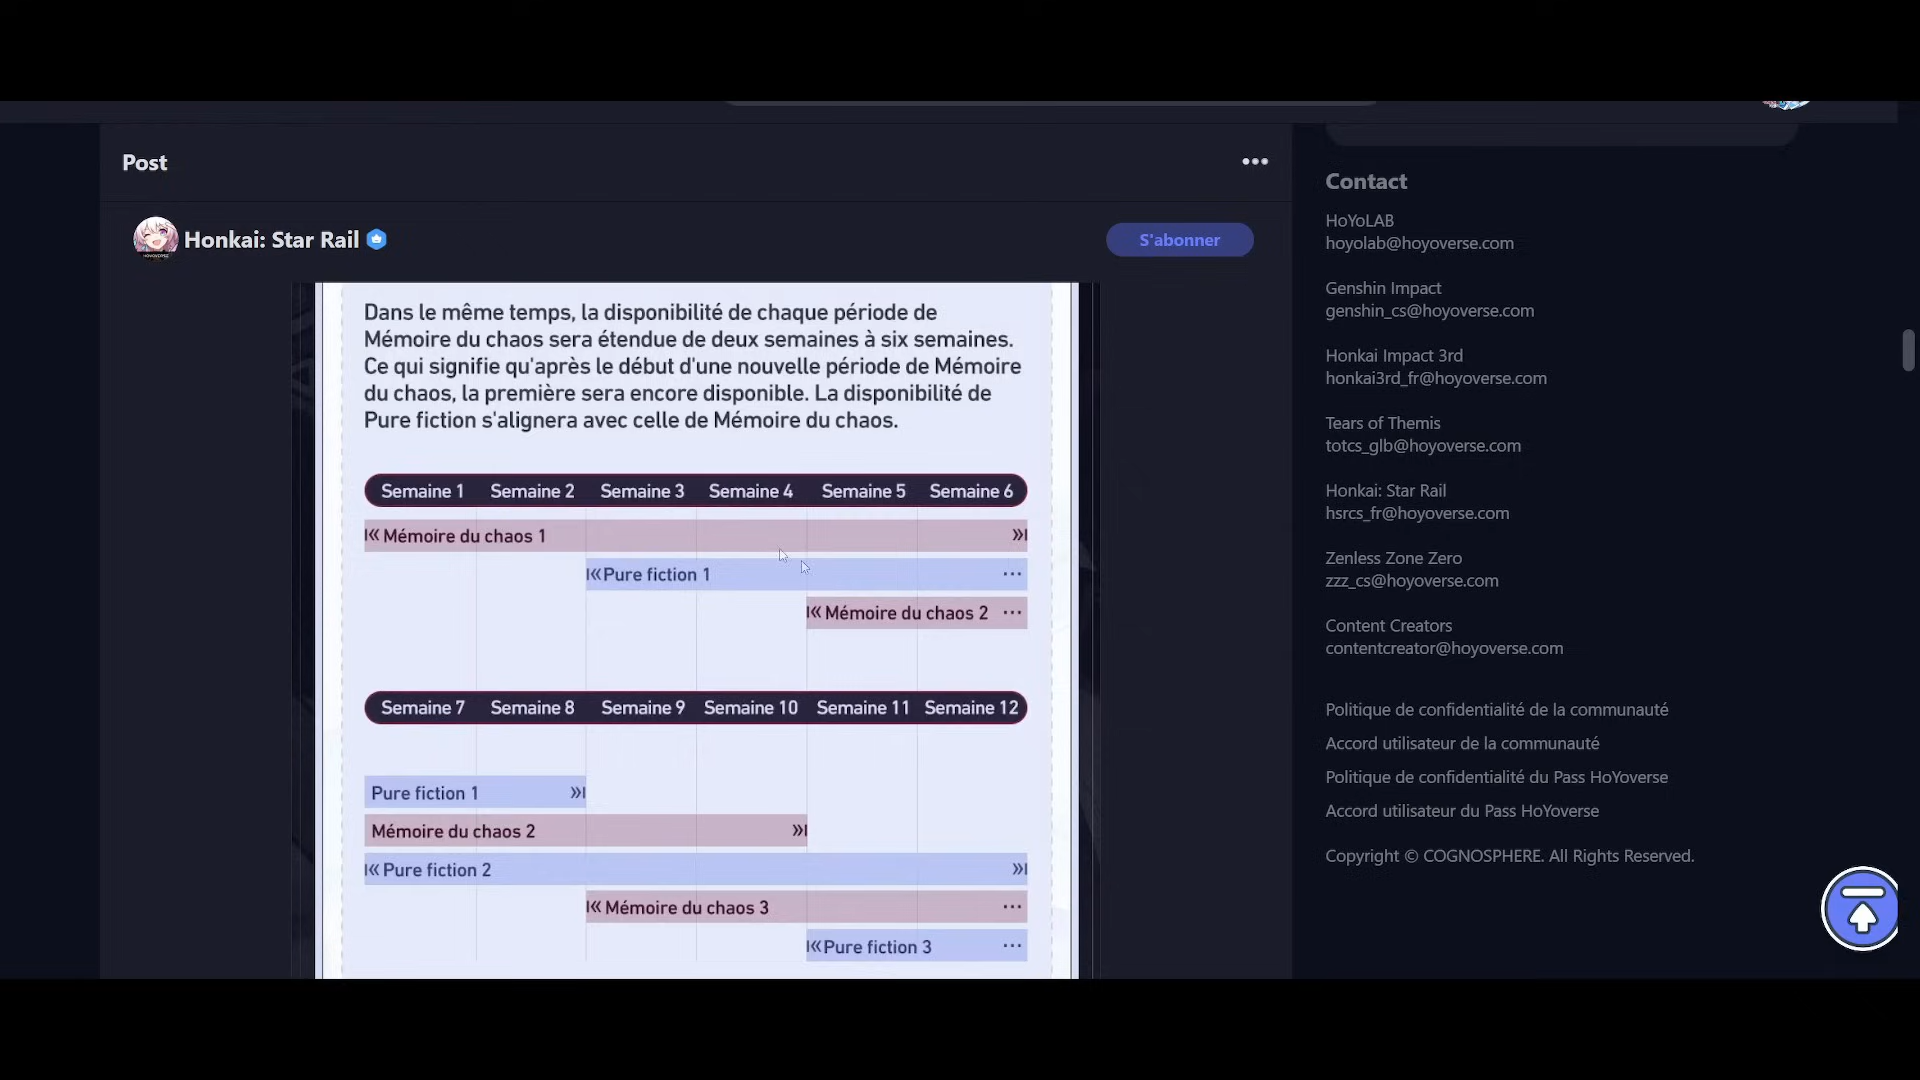 Post
Honkai: Star Rail
S'abonner
Dans le même temps, la disponibilité de chaque période de
Mémoire du chaos sera étendue de deux semaines à six semaines.
Ce qui signifie qu'après le début d'une nouvelle période de Mémoire
du chaos, la première sera encore disponible. La disponibilité de
Pure fiction s'alignera avec celle de Mémoire du chaos.
Semaine 1 Semaine 2 Semaine 3 Semaine 4 Semaine 5 Semaine 6
Mémoire du chaos 1
Pure fiction 1
Mémoire du chaos 2
Semaine 7 Semaine 8 Semaine 9 Semaine 10 Semaine 11 Semaine 12
Pure fiction 1
Mémoire du chaos 2
Pure fiction 2
Mémoire du chaos 3
Pure fiction 3
Contact
HoYoLAB
hoyolab@hoyoverse.com
Genshin Impact
genshin_cs@hoyoverse.com
Honkai Impact 3rd
honkai3rd_fr@hoyoverse.com
Tears of Themis
totcs_glb@hoyoverse.com
Honkai: Star Rail
hsrcs_fr@hoyoverse.com
Zenless Zone Zero
zzz_cs@hoyoverse.com
Content Creators
contentcreator@hoyoverse.com
Politique de confidentialité de la communauté
Accord utilisateur de la communauté
Politique de confidentialité du Pass HoYoverse
Accord utilisateur du Pass HoYoverse
Copyright © COGNOSPHERE. All Rights Reserved.